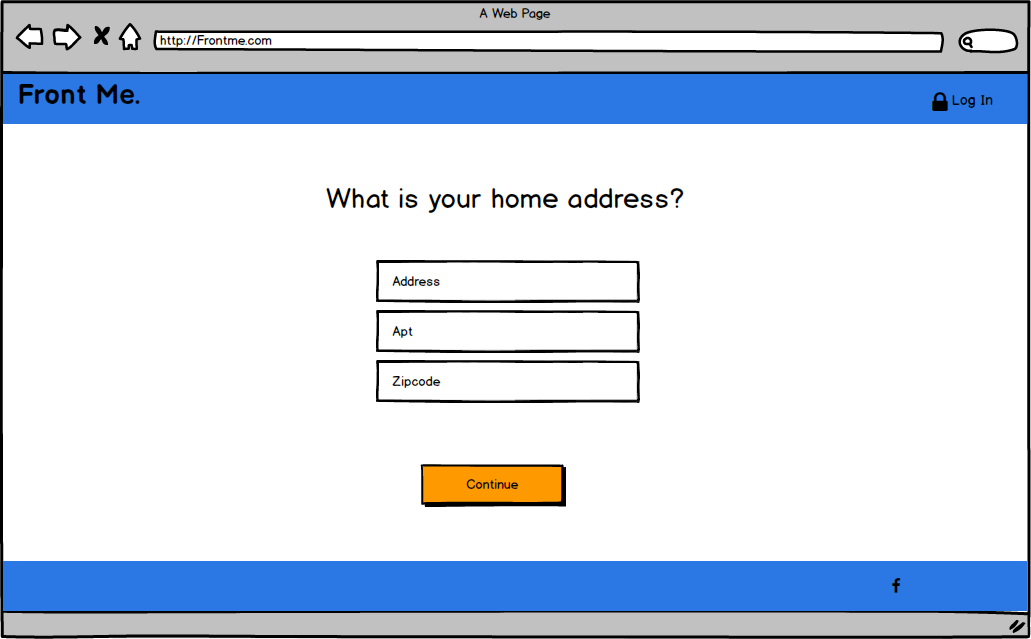 A Web Page
http://Frontme.com
Front Me.
Log In
What is your home address?
Address
Apt
Zipcode
Continue
f